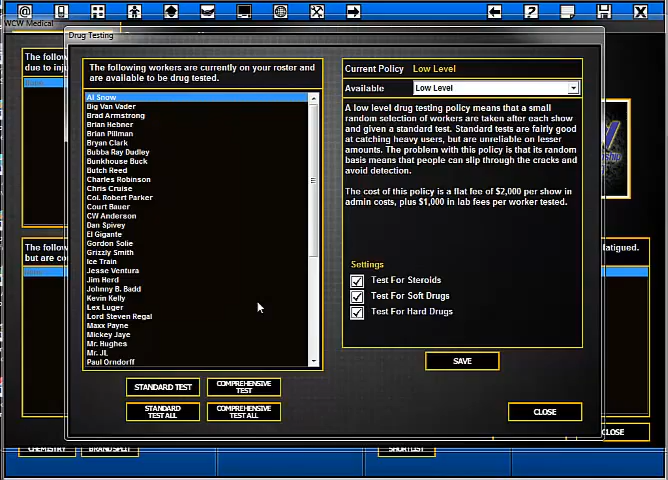 WCW Medical
Drug Testing
The following workers are currently on your roster and
are available to be drug tested.
Al Snow
Big Van Vader
Brad Armstrong
Brian Hebner
Brian Pillman
Bryan Clark
Bubba Ray Dudley
Bunkhouse Buck
Butch Reed
Charles Robinson
Chris Cruise
Col. Robert Parker
Court Bauer
CW Anderson
Dan Spivey
El Gigante
Gordon Solie
Grizzly Smith
Ice Train
Jesse Ventura
Jim Herd
Johnny B. Badd
Kevin Kelly
Lex Luger
Lord Steven Regal
Maxx Payne
Mickey Jaye
Mr. Hughes
Mr. JL
Paul Orndorff
STANDARD TEST
COMPREHENSIVE
TEST
STANDARD
TEST ALL
COMPREHENSIVE
TEST ALL
Current Policy Low Level
Available Low Level
A low level drug testing policy means that a small
random selection of workers are taken after each show
and given a standard test. Standard tests are fairly good
at catching heavy users, but are unreliable on lesser
amounts. The problem with this policy is that its random
basis means that people can slip through the cracks and
avoid detection.
The cost of this policy is a flat fee of $2,000 per show in
admin costs, plus $1,000 in lab fees per worker tested.
Settings
Test For Steroids
Test For Soft Drugs
Test For Hard Drugs
SAVE
CLOSE
The follow
due to inju
The follow
but are co
fatigued.
CLOSE
CHEMISTRY
BRAND SPLIT
SHORTLIST